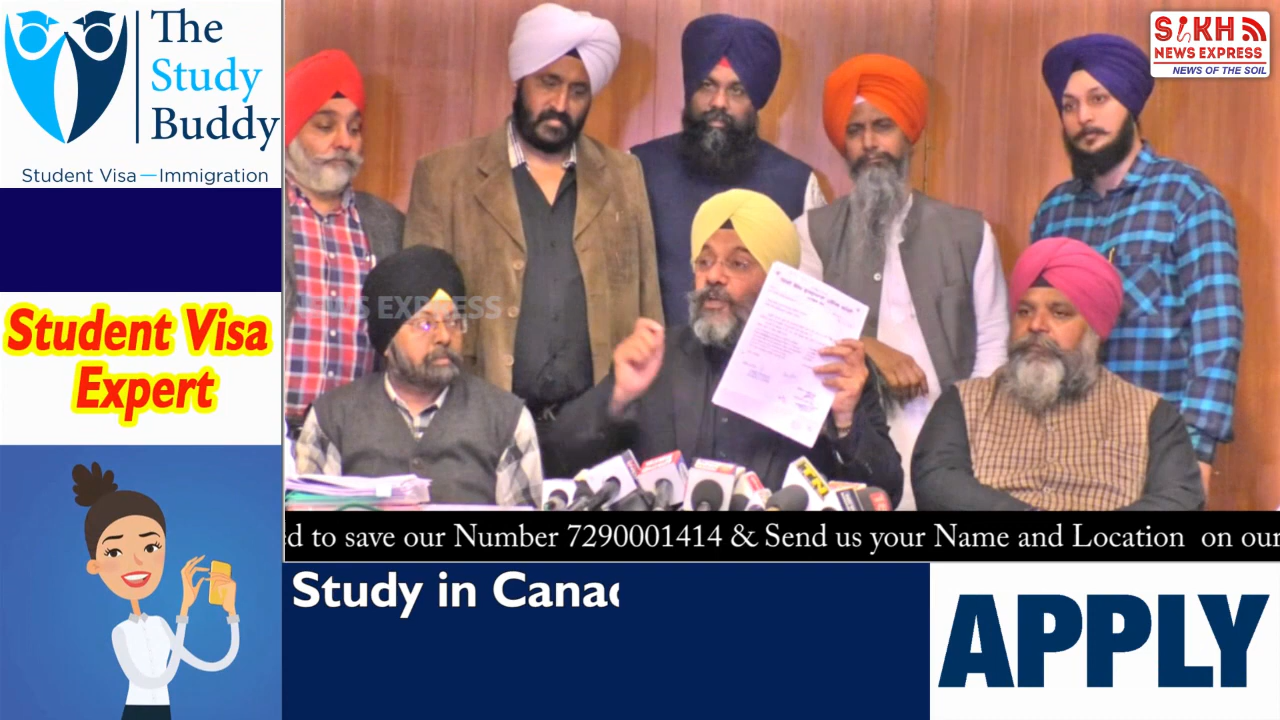 The
Study
Buddy
Student Visa—Immigration
SIKH
NEWS EXPRESS
NEWS OF THE SOIL
NEWS EXPRESS
Student Visa
Expert
d to save our Number 7290001414 & Send us your Name and Location on our
Study in Canad
APPLY